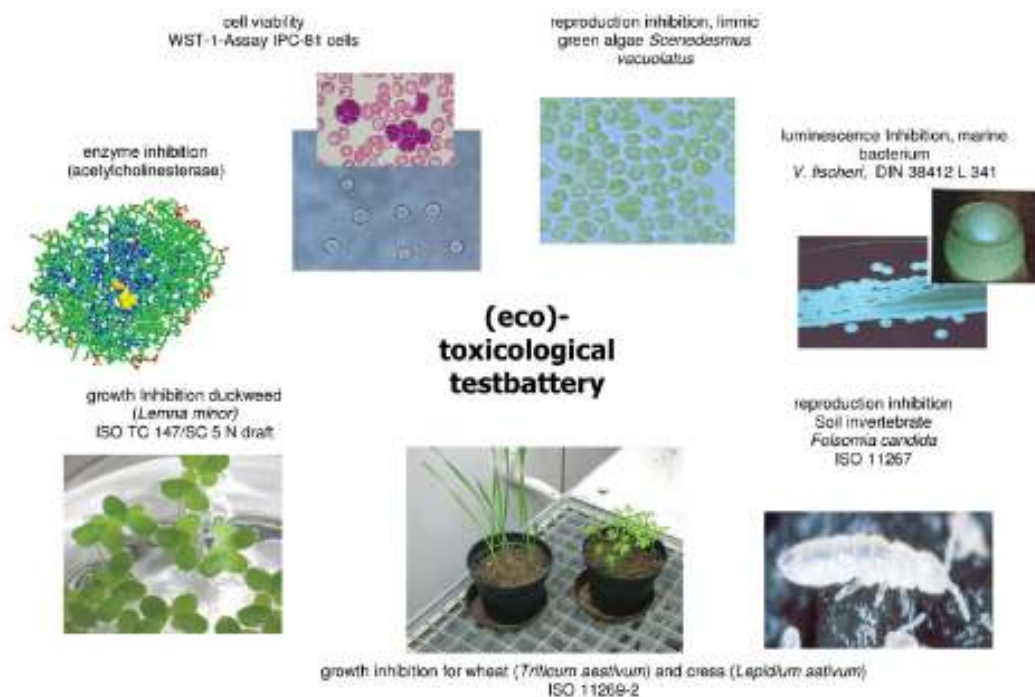 cell viability
WST-1-Assay IPC-81 cells
reproduction inhibition, limnic
green algae Scenedesmus
vacuolatus
enzyme inhibition
(acetylcholinesterase)
luminescence Inhibition, marine
bacterium
V. fischeri, DIN 38412 L 341
(eco)-
toxicological
testbattery
growth Inhibition duckweed
(Lemna minor)
ISO TC 147/SC 5 N draft
reproduction inhibition
Soil invertebrate
Folsomia candida
ISO 11267
growth inhibition for wheat (Triticum aestivum) and cress (Lepidium sativum)
ISO 11269-2